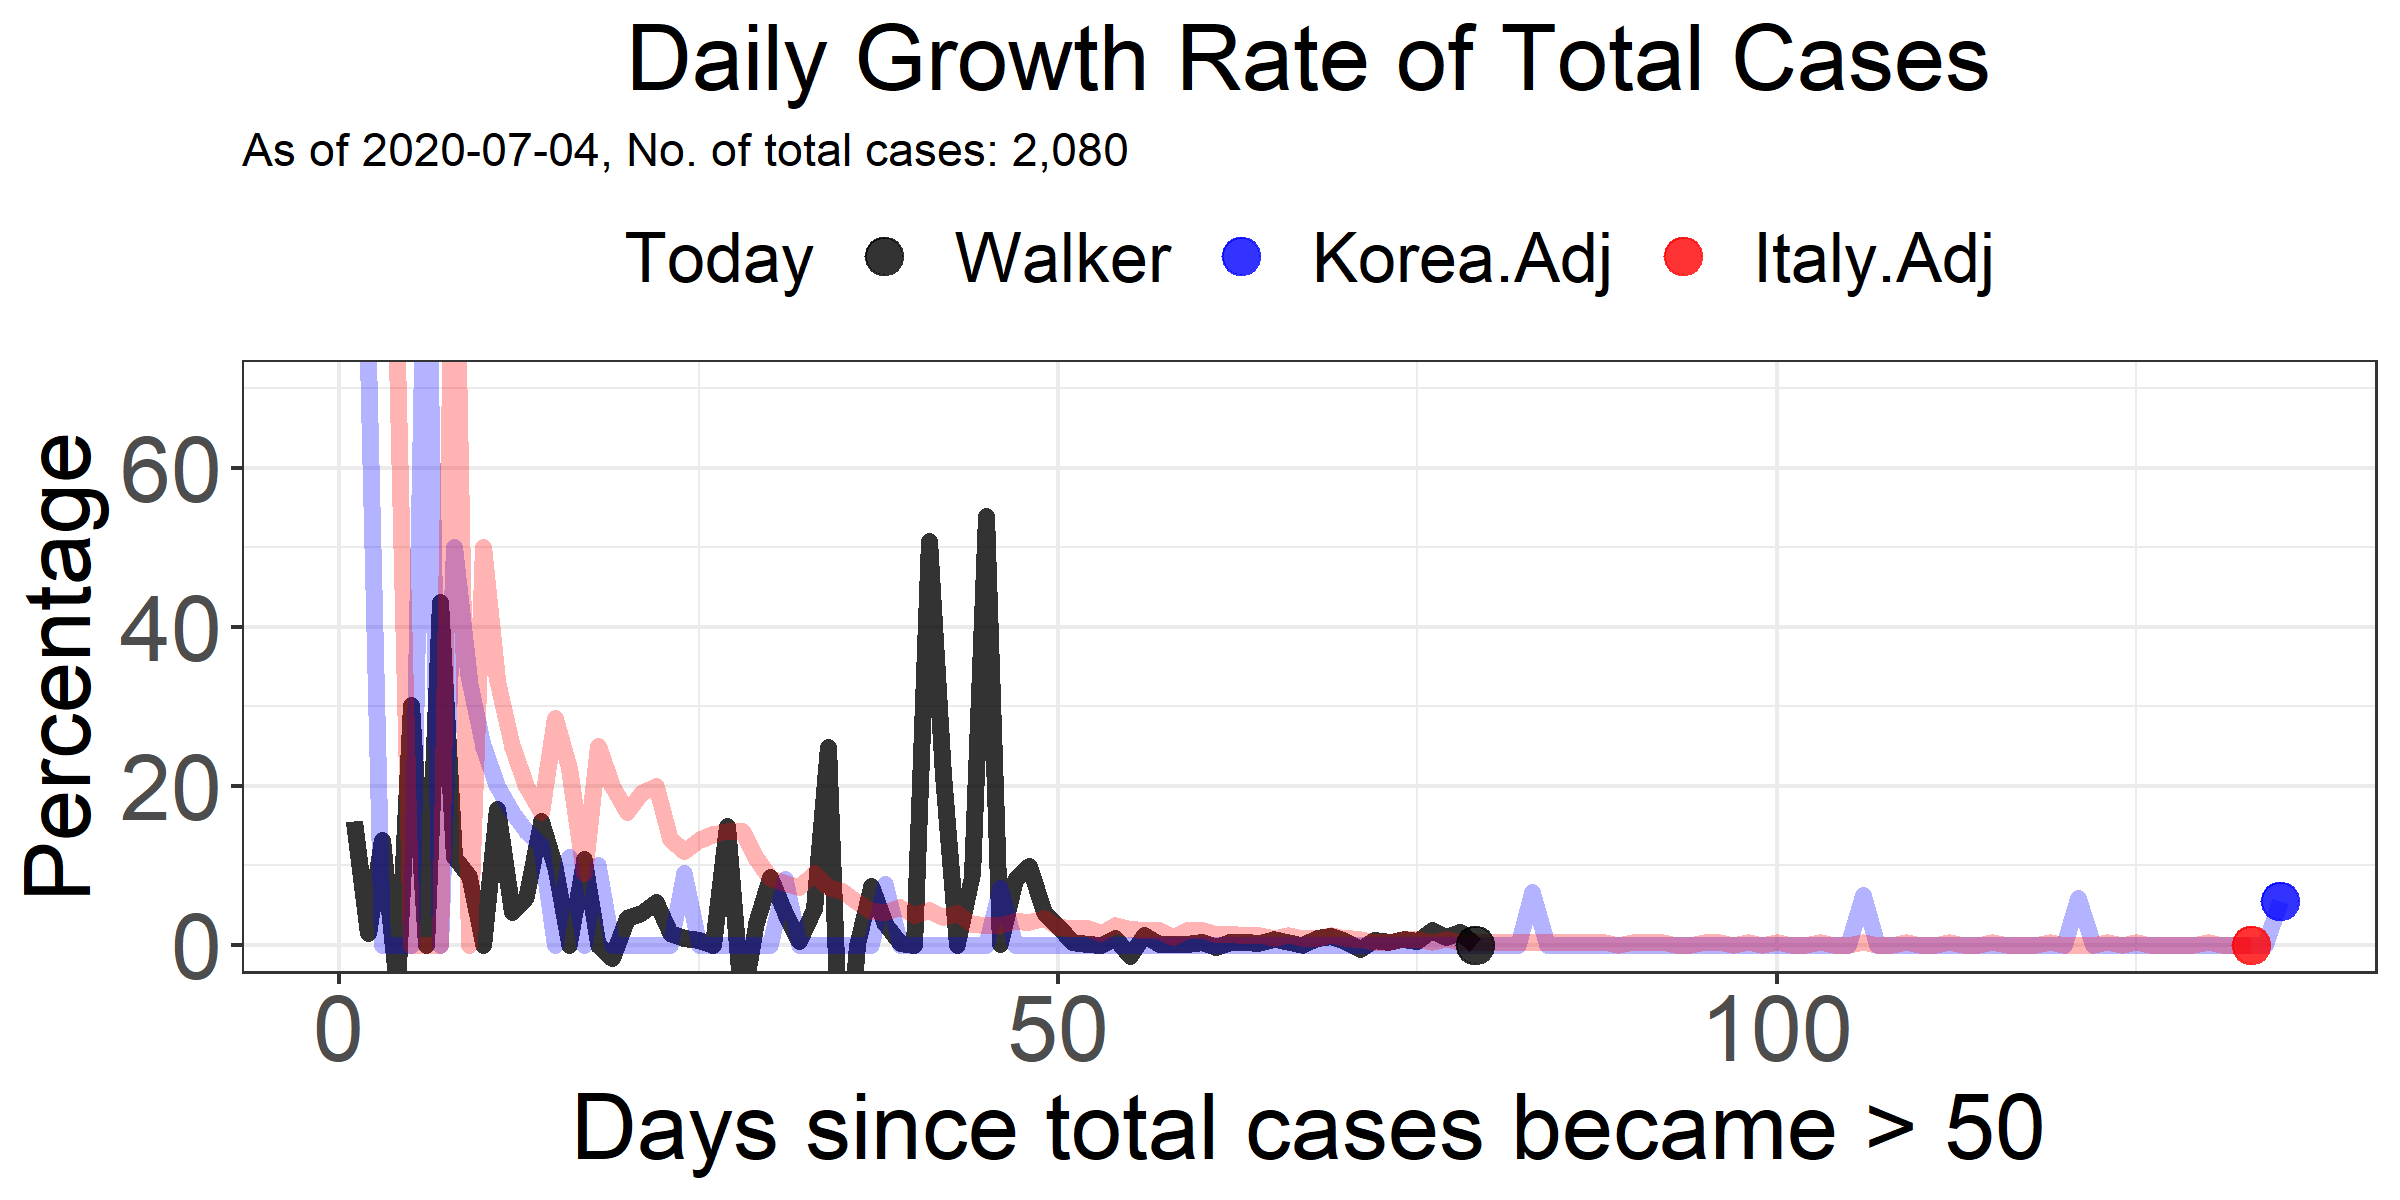 Daily Growth Rate of Total Cases
As of 2020-07-04, No. of total cases: 2,080
Today Walker Korea.Adj Italy.Adj
Percentage
60
40
20
0
0 50 100
Days since total cases became > 50